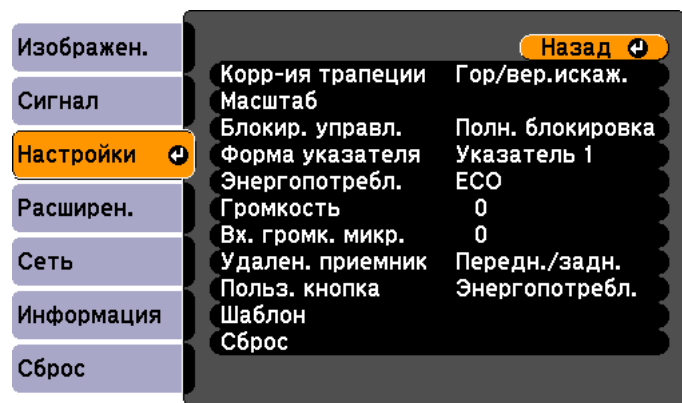 Изображен.
Сигнал
Настройки
Расширен.
Сеть
Информация
Сброс
Назад
Корр-ия трапеции Гор/вер.искаж.
Масштаб
Блокир. управл. Полн. блокировка
Форма указателя Указатель 1
Энергопотребл. ECO
Громкость 0
Вх. громк. микр. 0
Удален. приемник Передн./задн.
Польз. кнопка Энергопотребл.
Шаблон
Сброс